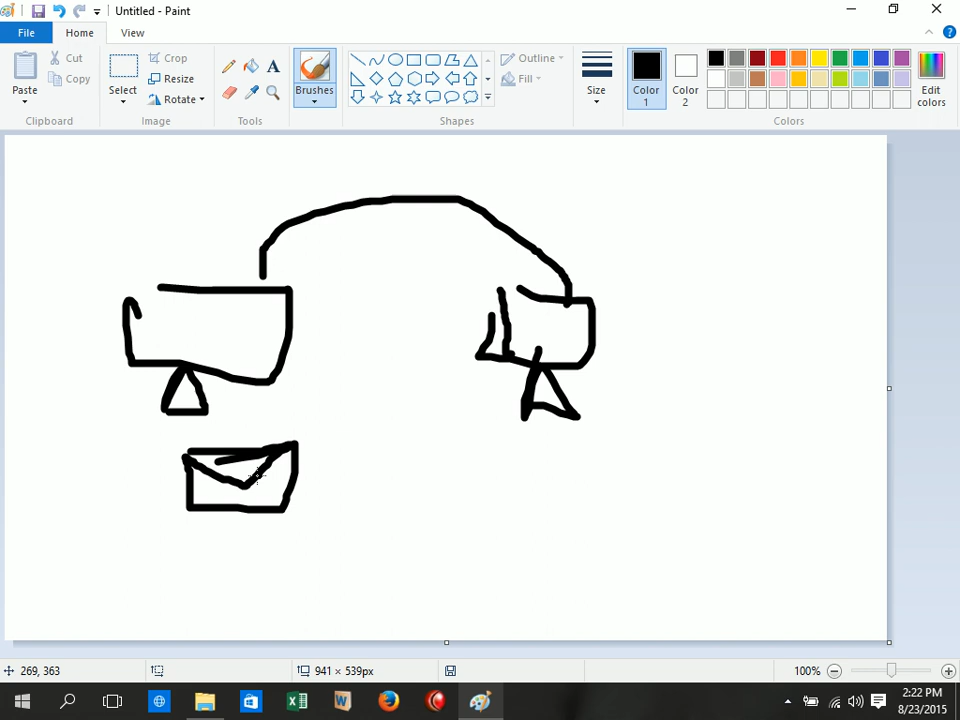 Untitled - Paint
File Home View
Paste
Cut
Copy
Clipboard
Select
Crop
Resize
Rotate
Image
Tools
Brushes
Outline
Fill
Shapes
Size
Color 1
Color 2
Edit colors
Colors
269, 363
941 × 539px
100%
2:22 PM
8/23/2015